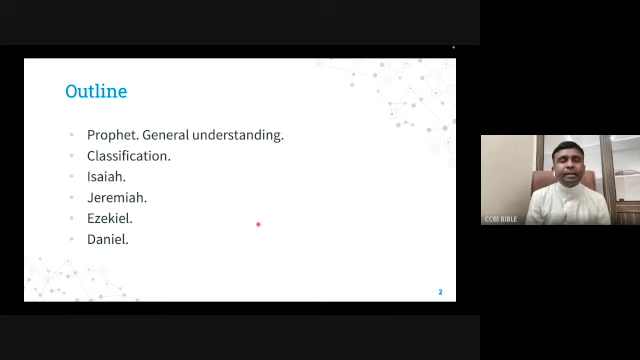 Outline
Prophet. General understanding.
Classification.
Isaiah.
Jeremiah.
Ezekiel.
Daniel.
2
CCBI BIBLE